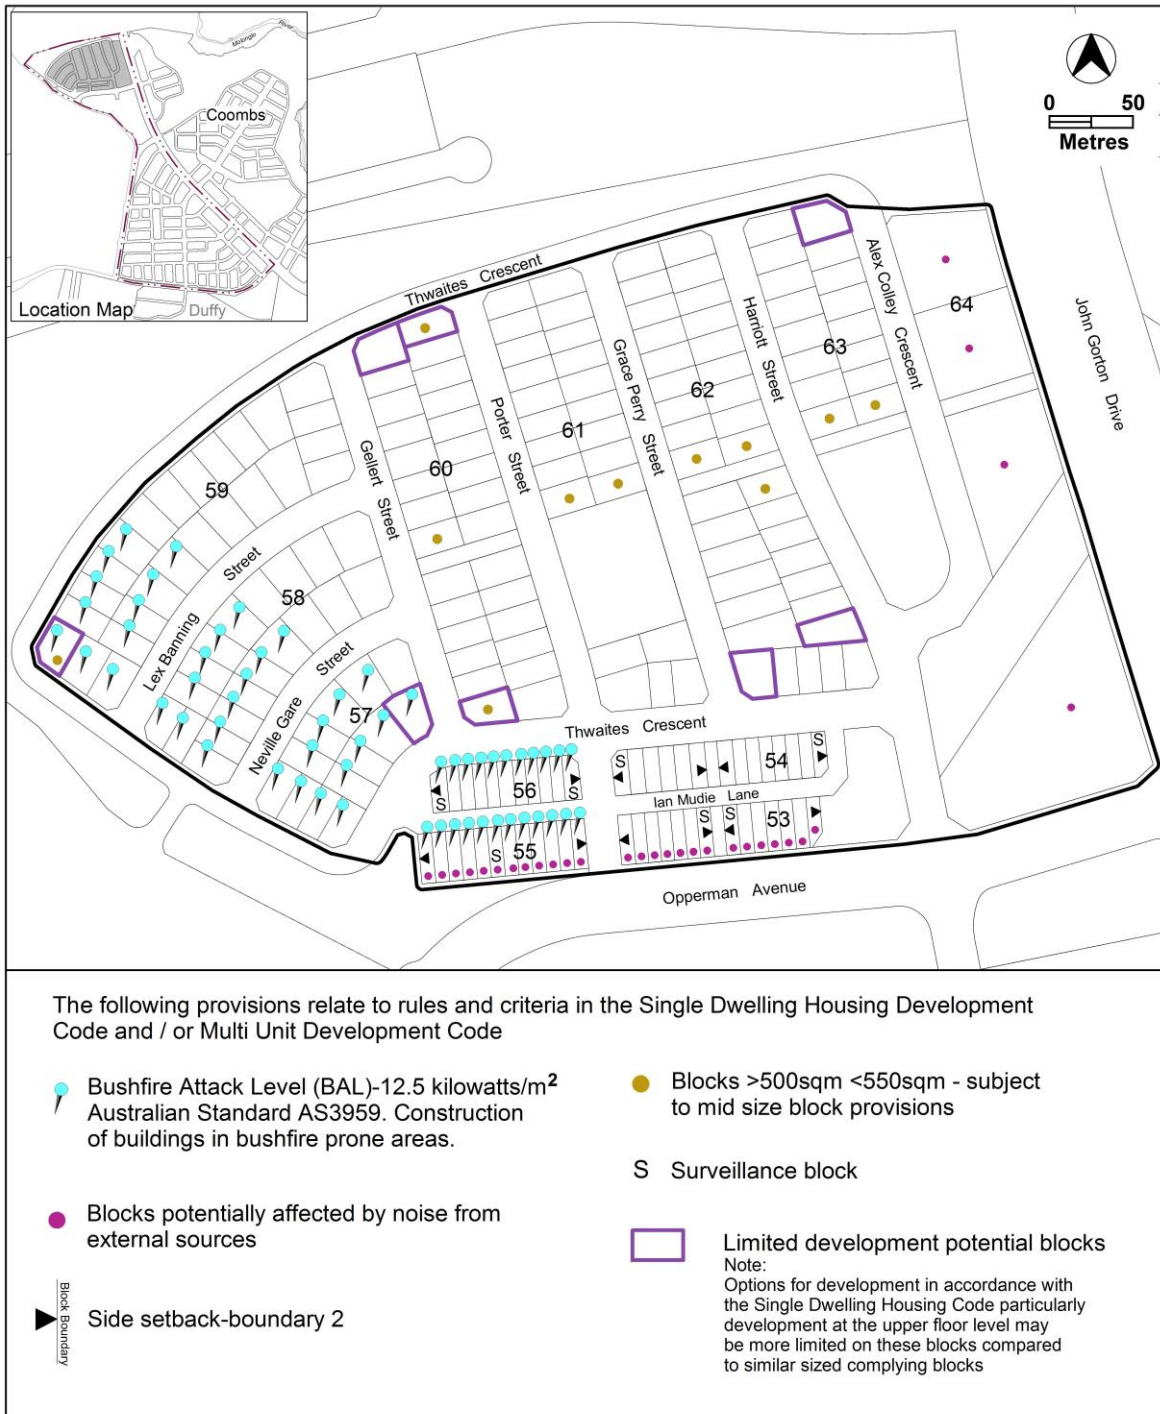 Molonglo
River
Coombs
Location Map
Duffy
0 50
Metres
Thwaites Crescent
Alex Colley Crescent
John Gorton Drive
Harriott Street
Grace Perry Street
Porter Street
Gellert Street
Lex Banning Street
Neville Gare Street
64
63
62
61
60
59
58
57
Thwaites Crescent
S
S
54
56
S
S
Ian Mudie Lane
S
S
53
S
55
Opperman Avenue
The following provisions relate to rules and criteria in the Single Dwelling Housing Development
Code and / or Multi Unit Development Code
Bushfire Attack Level (BAL)-12.5 kilowatts/m²
Australian Standard AS3959. Construction
of buildings in bushfire prone areas.
Blocks potentially affected by noise from
external sources
Block Boundary
Side setback-boundary 2
Blocks >500sqm <550sqm - subject
to mid size block provisions
S Surveillance block
Limited development potential blocks
Note:
Options for development in accordance with
the Single Dwelling Housing Code particularly
development at the upper floor level may
be more limited on these blocks compared
to similar sized complying blocks